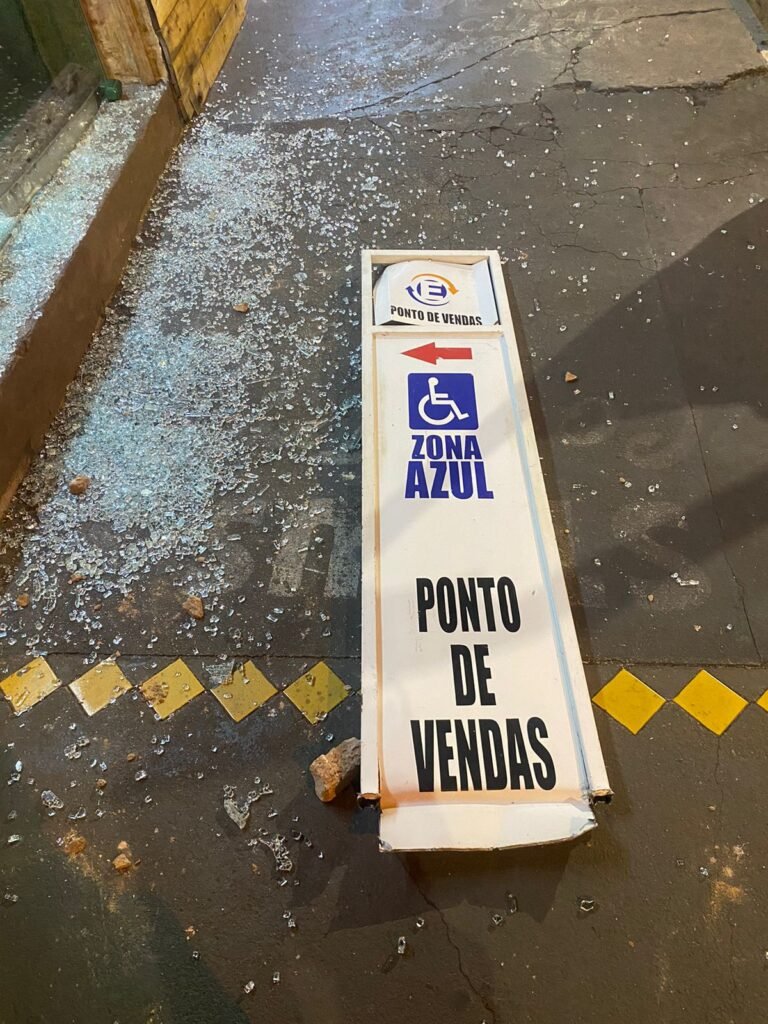 E
PONTO DE VENDAS
ZONA
AZUL
PONTO
DE
VENDAS